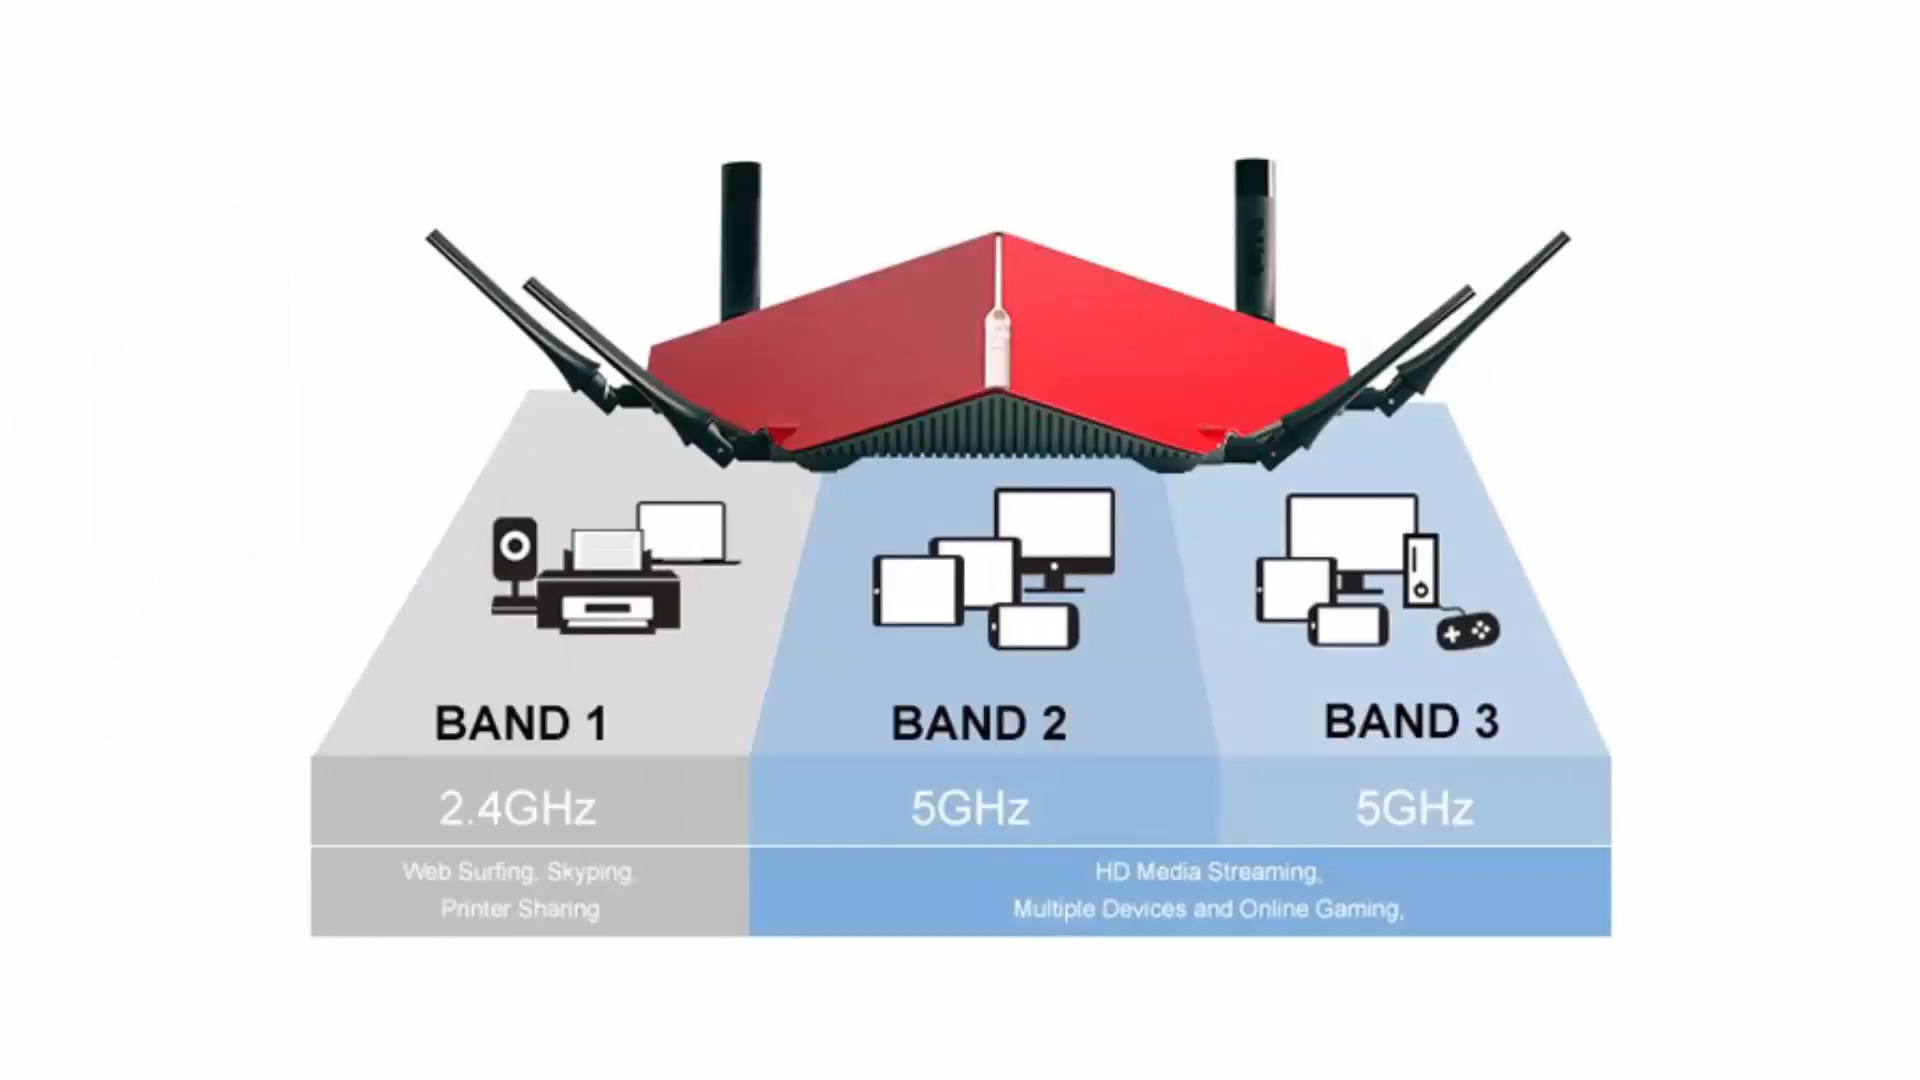 BAND 1
BAND 2
BAND 3
2.4GHz
5GHz
5GHz
Web Surfing, Skyping,
Printer Sharing
HD Media Streaming,
Multiple Devices and Online Gaming,